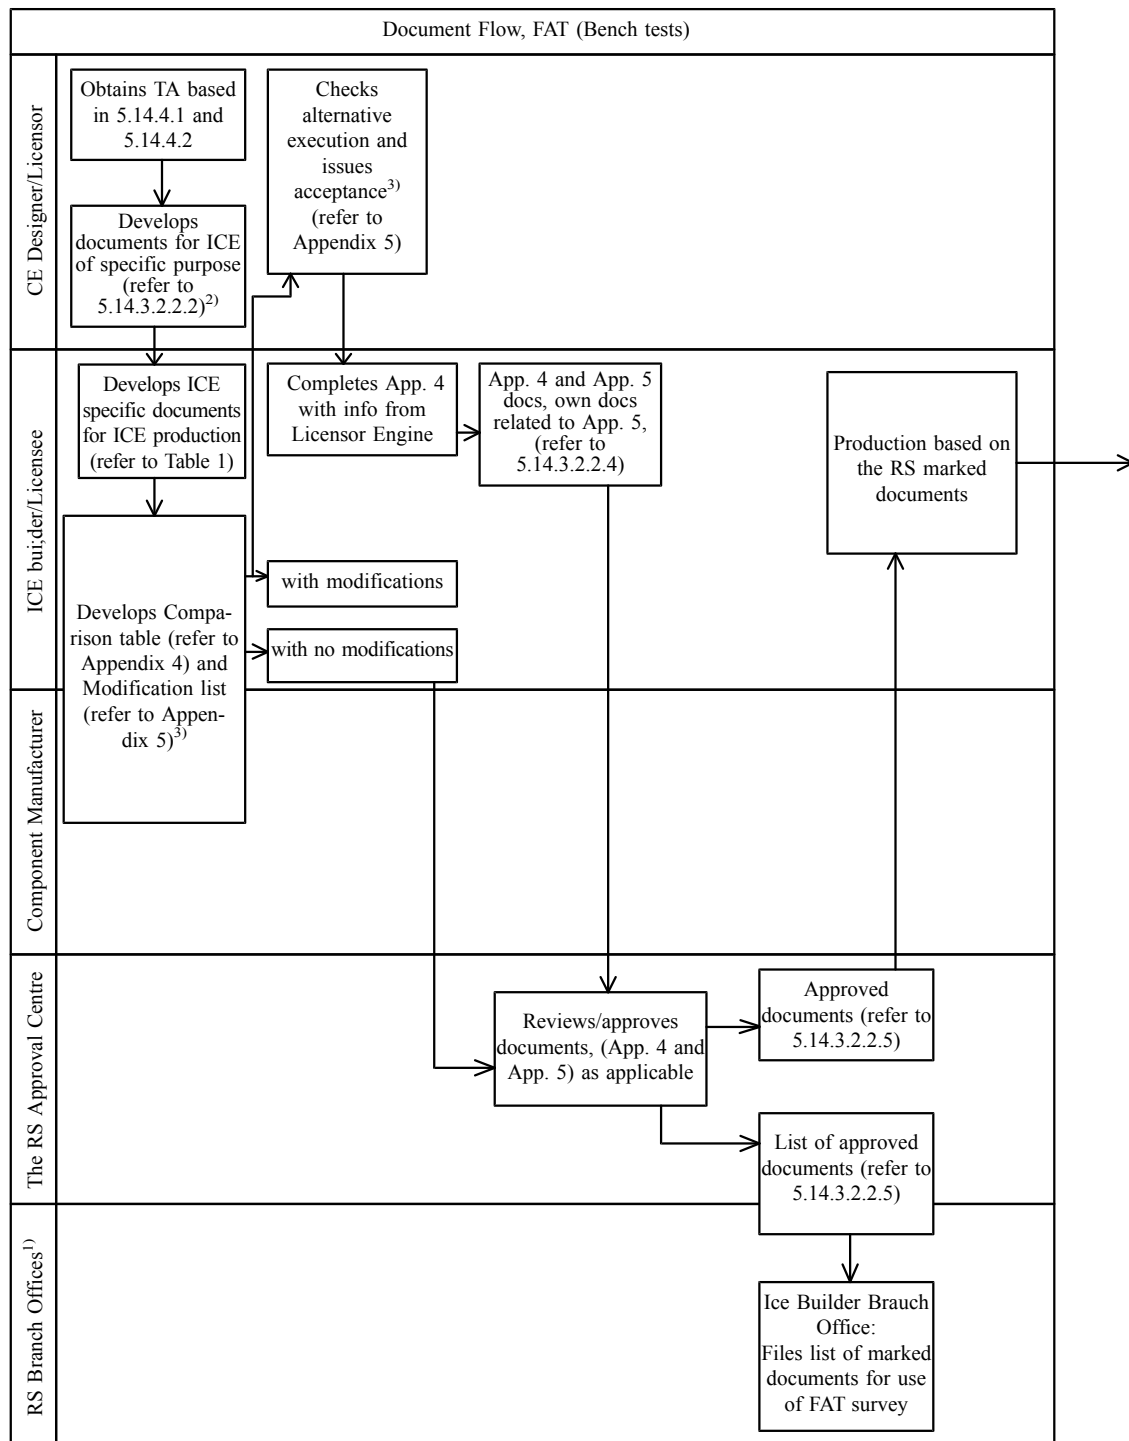 Document Flow, FAT (Bench tests)
CE Designer/Licensor
Obtains TA based
in 5.14.4.1 and
5.14.4.2
Develops
documents for ICE
of specific purpose
(refer to
5.14.3.2.2.2)2)
Checks
alternative
execution and
issues
acceptance3)
(refer to
Appendix 5)
ICE bui;der/Licensee
Develops ICE
specific documents
for ICE production
(refer to Table 1)
Completes App. 4
with info from
Licensor Engine
App. 4 and App. 5
docs, own docs
related to App. 5,
(refer to
5.14.3.2.2.4)
Production based on
the RS marked
documents
with modifications
with no modifications
Develops Compa-
rison table (refer to
Appendix 4) and
Modification list
(refer to Appen-
dix 5)3)
Component Manufacturer
The RS Approval Centre
Reviews/approves
documents, (App. 4 and
App. 5) as applicable
Approved
documents (refer to
5.14.3.2.2.5)
List of approved
documents (refer to
5.14.3.2.2.5)
RS Branch Offices1)
Ice Builder Brauch
Office:
Files list of marked
documents for use
of FAT survey